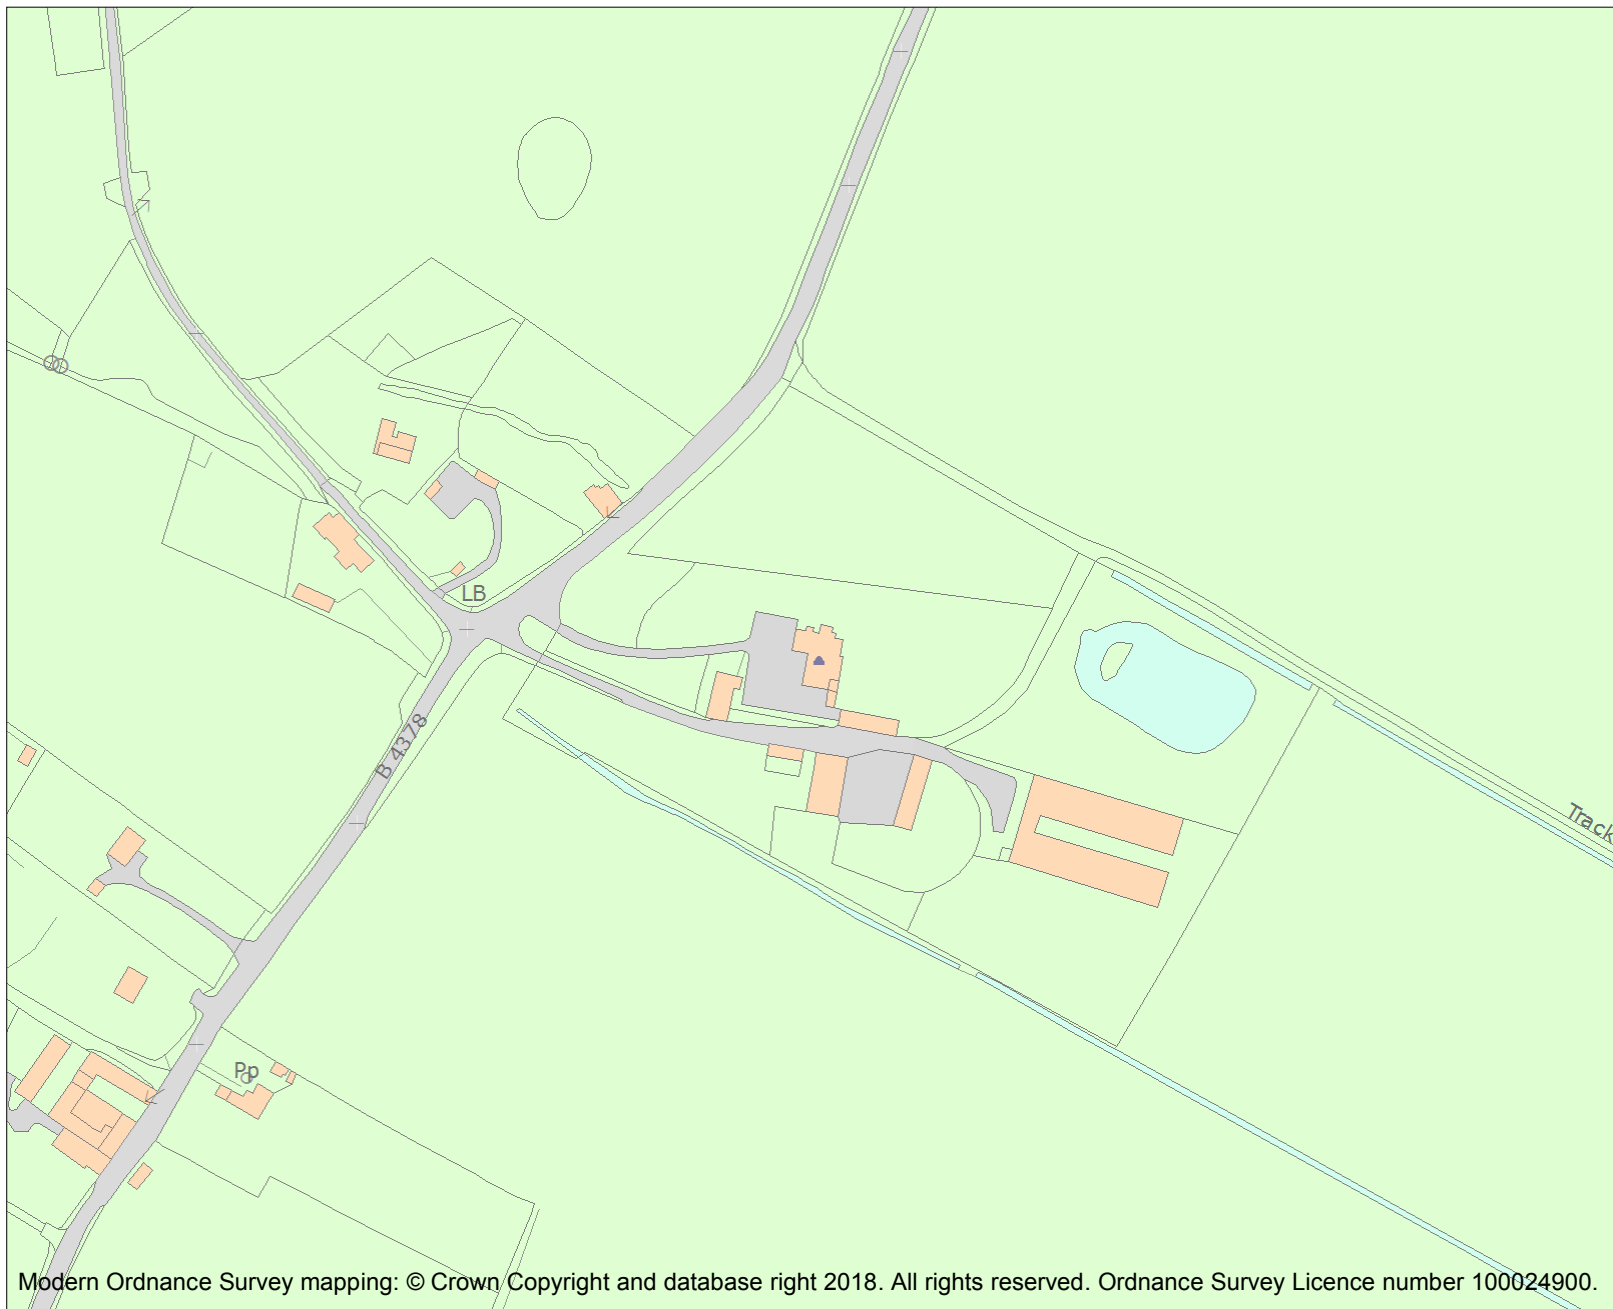 LB
B 4378
Track
Pp
Modern Ordnance Survey mapping: © Crown Copyright and database right 2018. All rights reserved. Ordnance Survey Licence number 100024900.